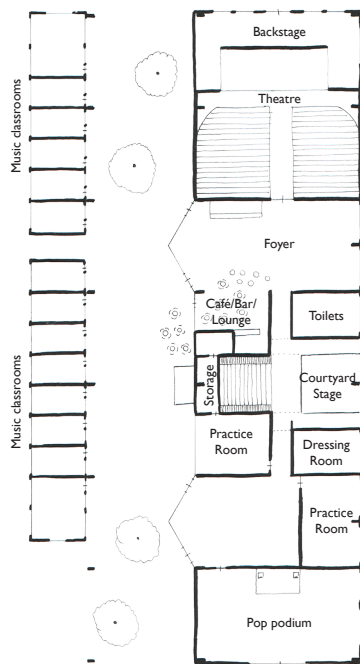 Music classrooms
Music classrooms
Backstage
Theatre
Foyer
Café/Bar/
Lounge
Toilets
Storage
Courtyard
Stage
Practice
Room
Dressing
Room
Practice
Room
Pop podium